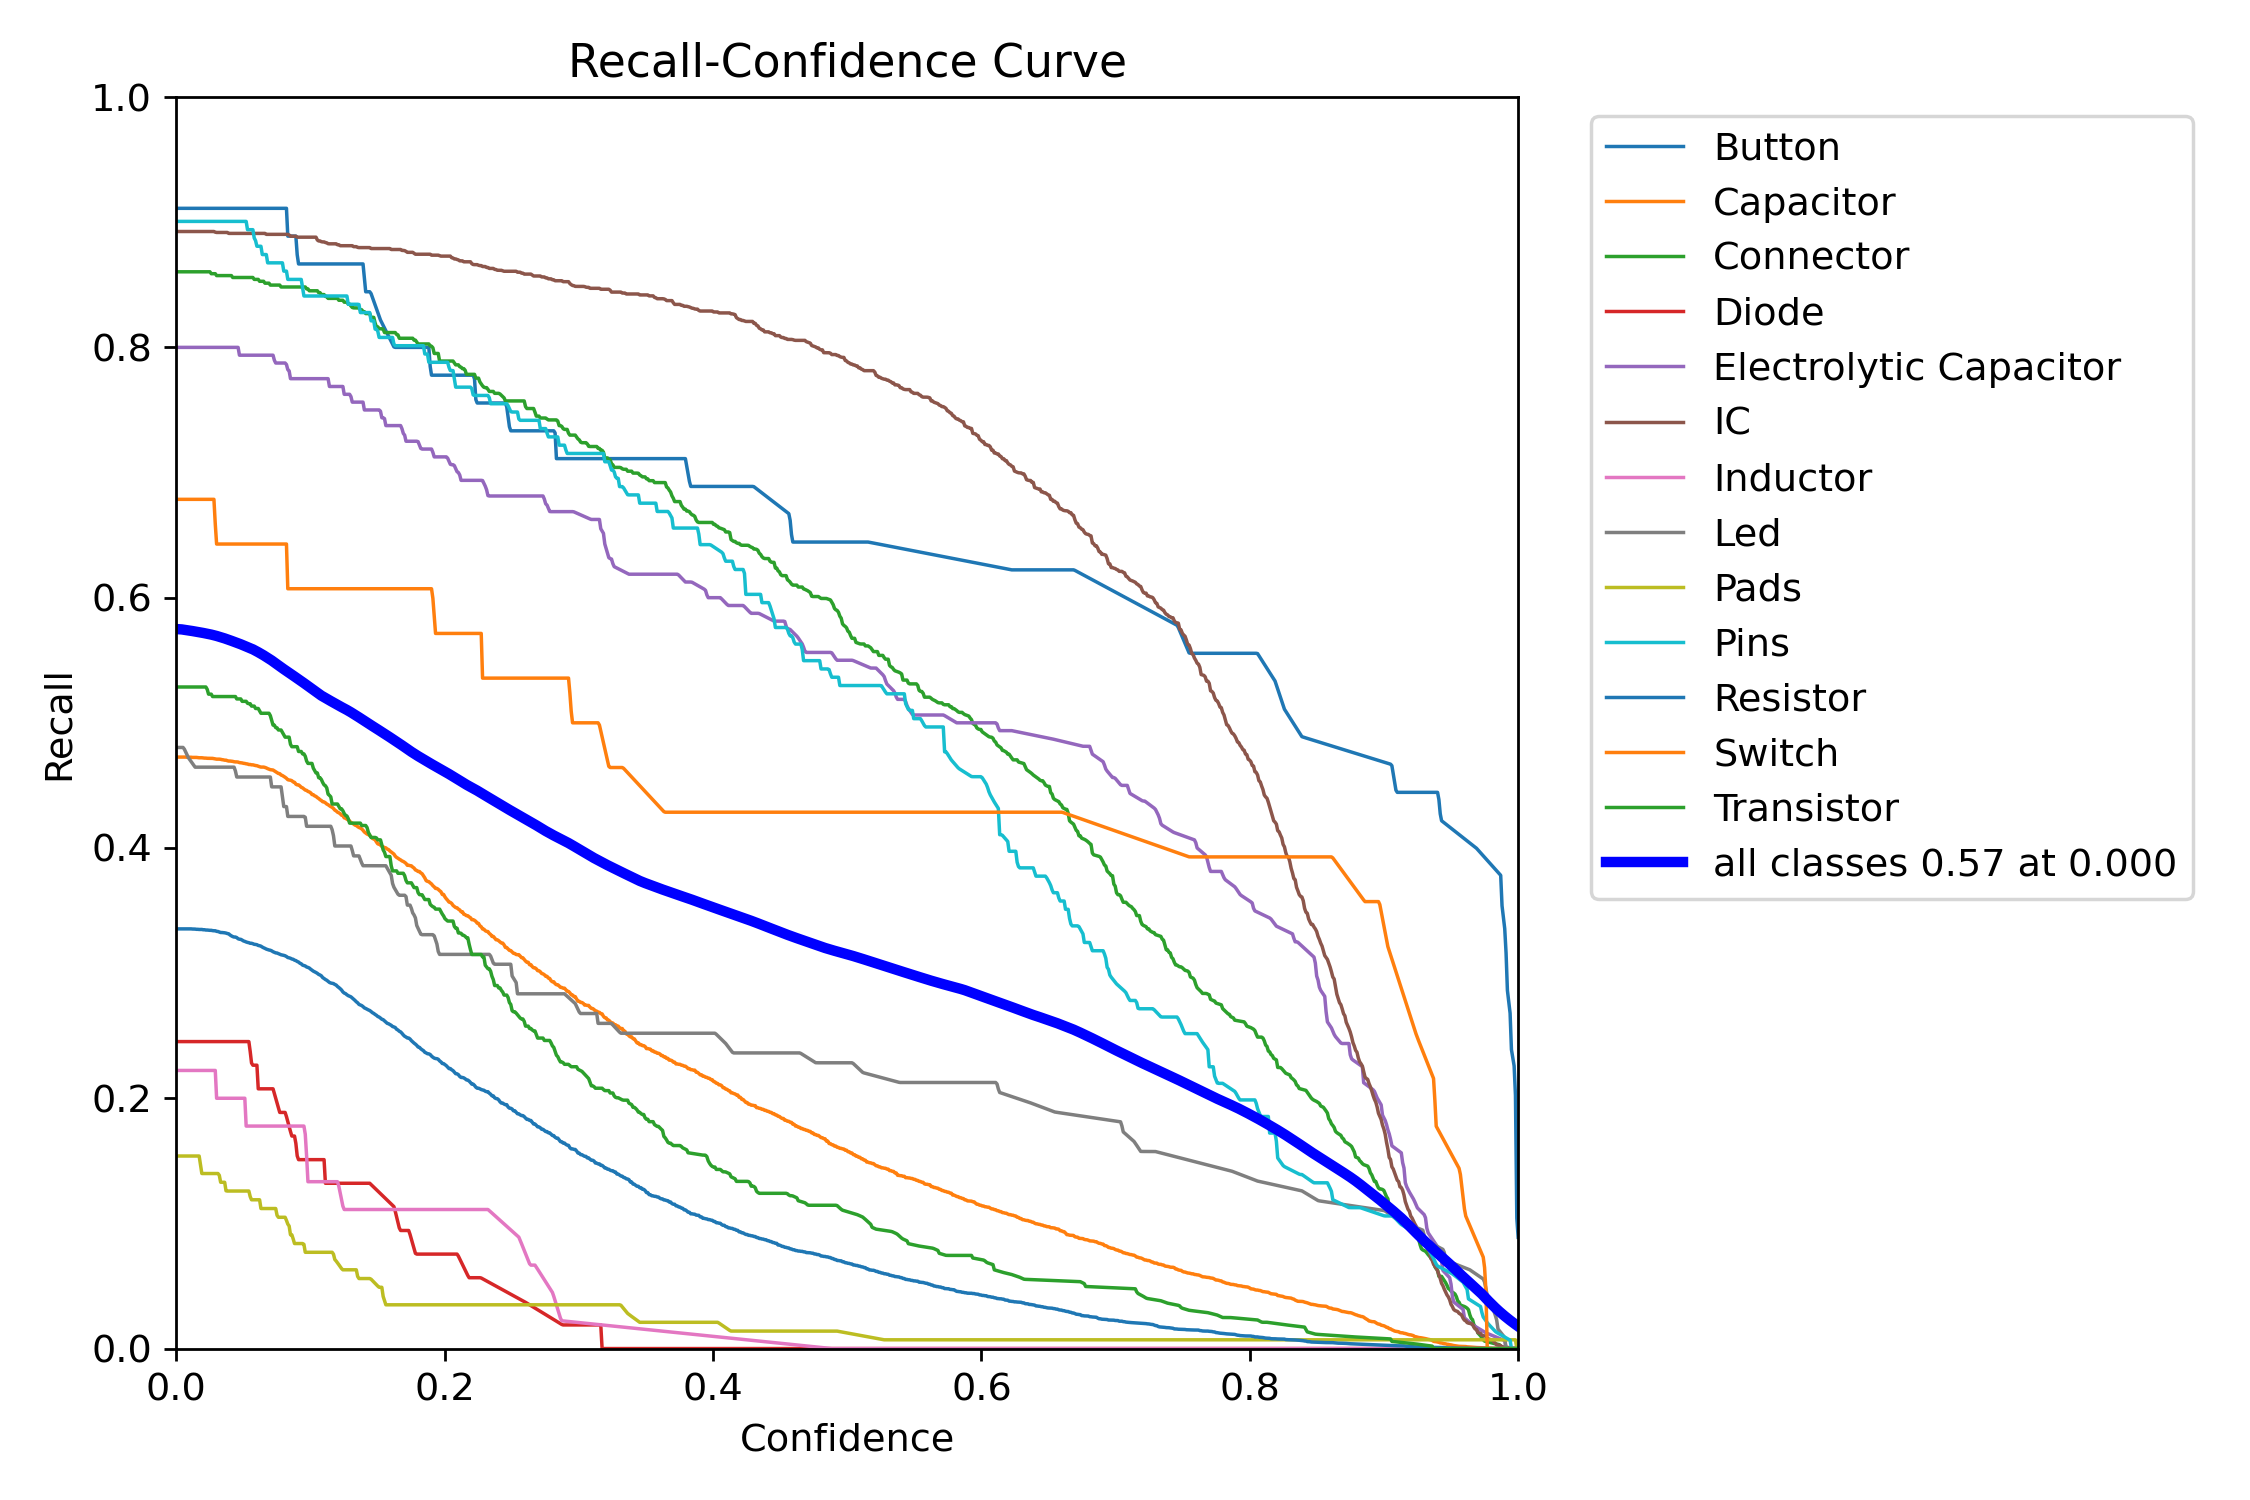 Recall-Confidence Curve
1.0
0.8
0.6
0.4
0.2
0.0
Recall
0.0 0.2 0.4 0.6 0.8 1.0
Confidence
Button
Capacitor
Connector
Diode
Electrolytic Capacitor
IC
Inductor
Led
Pads
Pins
Resistor
Switch
Transistor
all classes 0.57 at 0.000